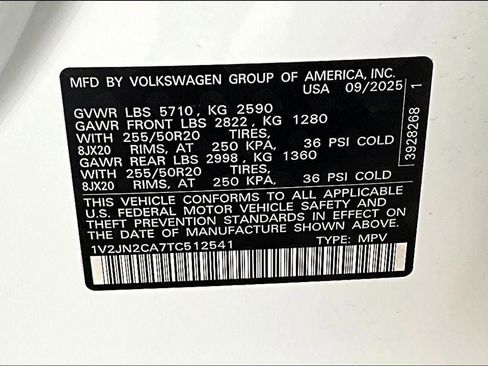 MFD BY VOLKSWAGEN GROUP OF AMERICA, INC.
USA 09/2025
GVWR LBS 5710, KG 2590
GAWR FRONT LBS 2822, KG 1280
WITH 255/50R20 TIRES,
8JX20 RIMS, AT 250 KPA, 36 PSI COLD
GAWR REAR LBS 2998, KG 1360
WITH 255/50R20 TIRES,
8JX20 RIMS, AT 250 KPA, 36 PSI COLD
THIS VEHICLE CONFORMS TO ALL APPLICABLE
U.S. FEDERAL MOTOR VEHICLE SAFETY AND
THEFT PREVENTION STANDARDS IN EFFECT ON
THE DATE OF MANUFACTURE SHOWN ABOVE.
1V2JN2CA7TC512541 TYPE: MPV
3928268 1